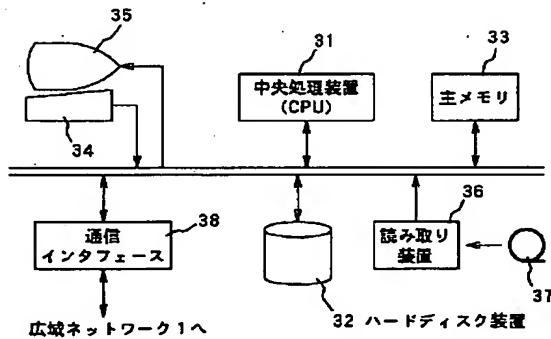 35
31
33
中央処理装置
(CPU)
主メモリ
34
36
通信
インタフェース
38
読み取り
装置
37
32 ハードディスク装置
広域ネットワーク1へ